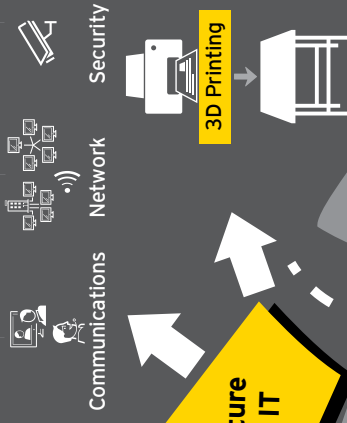 Security
Network
Communications
3D Printing
cure
IT